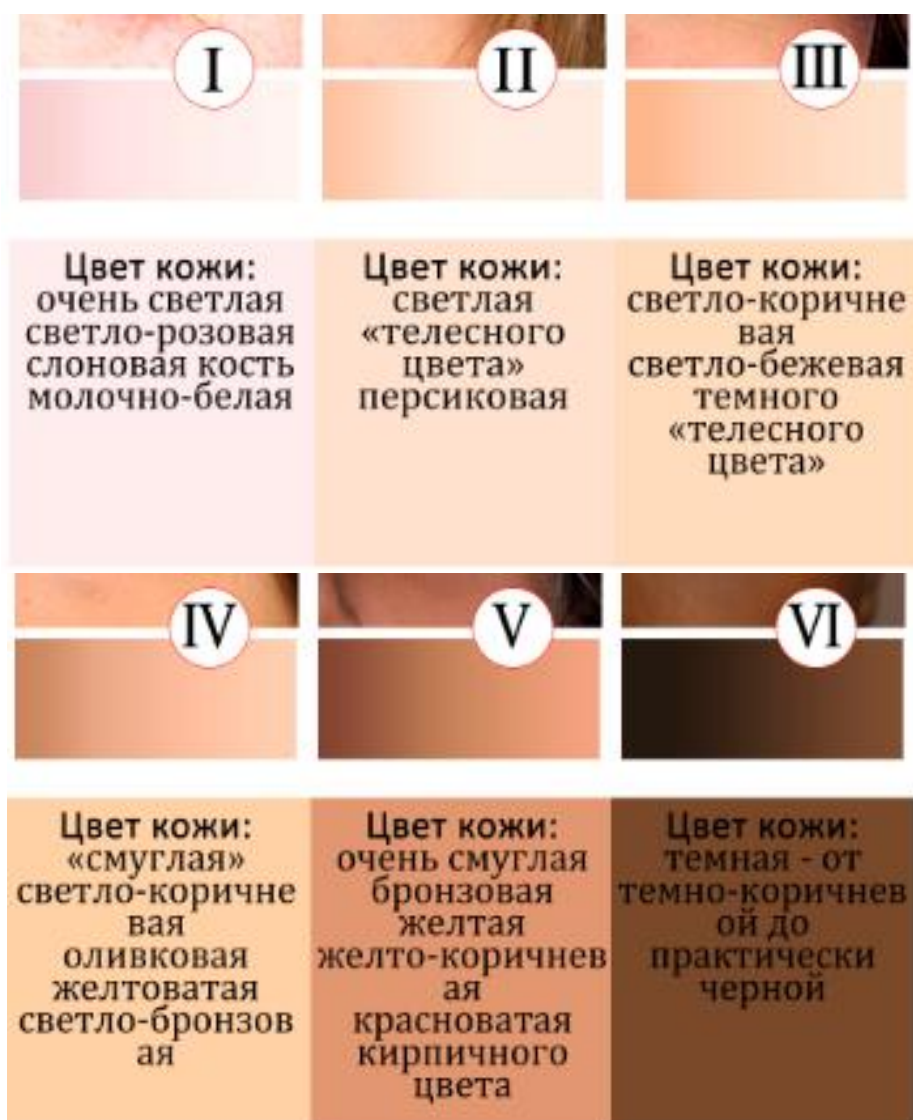 I
II
III
Цвет кожи:
очень светлая
светло-розовая
слоновая кость
молочно-белая
Цвет кожи:
светлая
«телесного
цвета»
персиковая
Цвет кожи:
светло-коричне
вая
светло-бежевая
темного
«телесного
цвета»
IV
V
VI
Цвет кожи:
«смуглая»
светло-коричне
вая
оливковая
желтоватая
светло-бронзов
ая
Цвет кожи:
очень смуглая
бронзовая
желтая
желто-коричнев
ая
красноватая
кирпичного
цвета
Цвет кожи:
темная - от
темно-коричнев
ой до
практически
черной